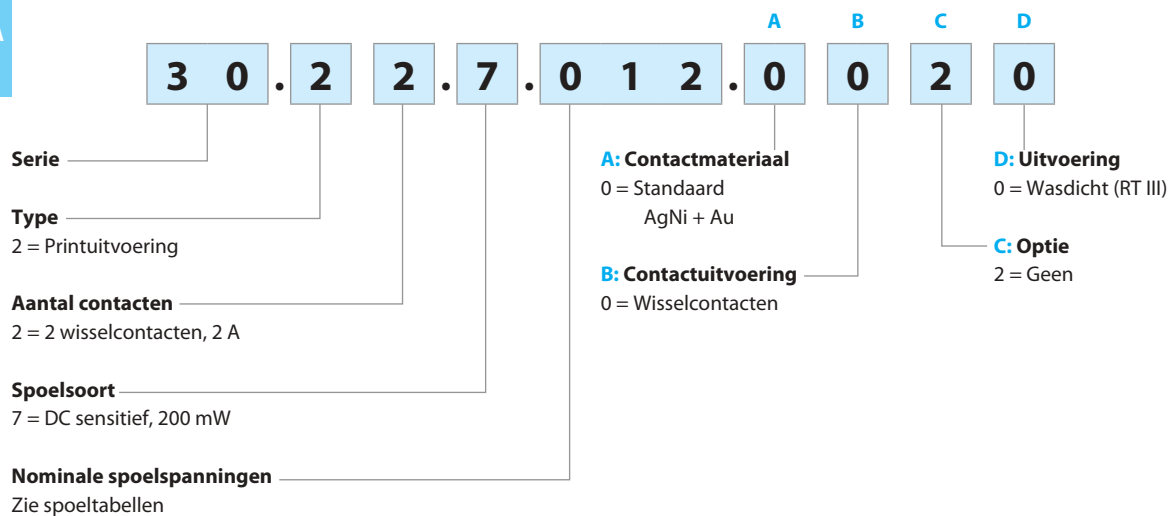 A B C D
3 0 . 2 2 . 7 . 0 1 2 . 0 0 2 0
Serie
Type
2 = Printuitvoering
Aantal contacten
2 = 2 wisselcontacten, 2 A
Spoelsoort
7 = DC sensitief, 200 mW
Nominale spoelspanningen
Zie spoeltabellen
A: Contactmateriaal
0 = Standaard
AgNi + Au
B: Contactuitvoering
0 = Wisselcontacten
D: Uitvoering
0 = Wasdicht (RT III)
C: Optie
2 = Geen